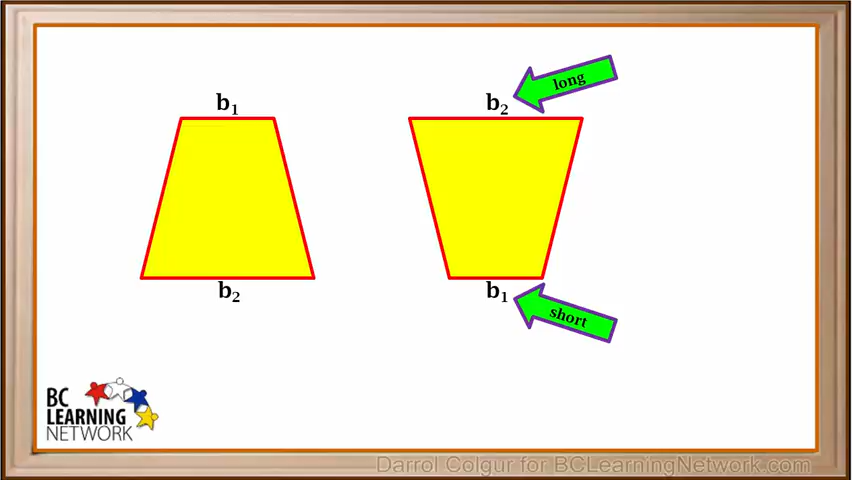 b₁
b₂
long
b₂
b₁
short
BC
LEARNING
NETWORK
Darrol Colgur for BCLearningNetwork.com